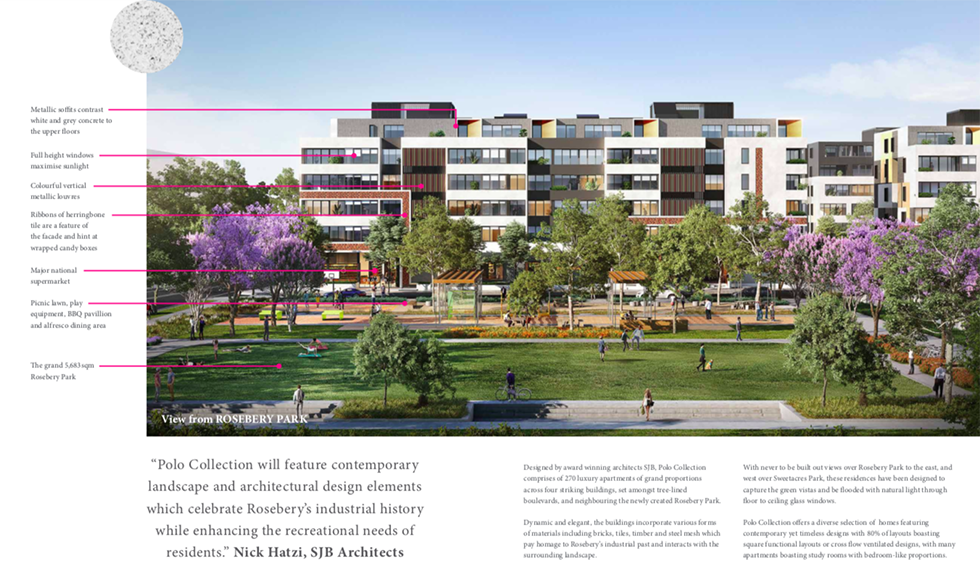 Metallic soffits contrast
white and grey concrete to
the upper floors
Full height windows
maximise sunlight
Colourful vertical
metallic louvres
Ribbons of herringbone
tile are a feature of
the facade and hint at
wrapped candy boxes
Major national
supermarket
Picnic lawn, play
equipment, BBQ pavillion
and alfresco dining area
The grand 5,683sqm
Rosebery Park
View from ROSEBERY PARK
“Polo Collection will feature contemporary
landscape and architectural design elements
which celebrate Rosebery’s industrial history
while enhancing the recreational needs of
residents.” Nick Hatzi, SJB Architects
Designed by award winning architects SJB, Polo Collection
comprises of 270 luxury apartments of grand proportions
across four striking buildings, set amongst tree-lined
boulevards, and neighbouring the newly created Rosebery Park.
Dynamic and elegant, the buildings incorporate various forms
of materials including bricks, tiles, timber and steel mesh which
pay homage to Rosebery’s industrial past and interacts with the
surrounding landscape.
With never to be built out views over Rosebery Park to the east, and
west over Sweetacres Park, these residences have been designed to
capture the green vistas and be flooded with natural light through
floor to ceiling glass windows.
Polo Collection offers a diverse selection of homes featuring
contemporary yet timeless designs with 80% of layouts boasting
square functional layouts or cross flow ventilated designs, with many
apartments boasting study rooms with bedroom-like proportions.